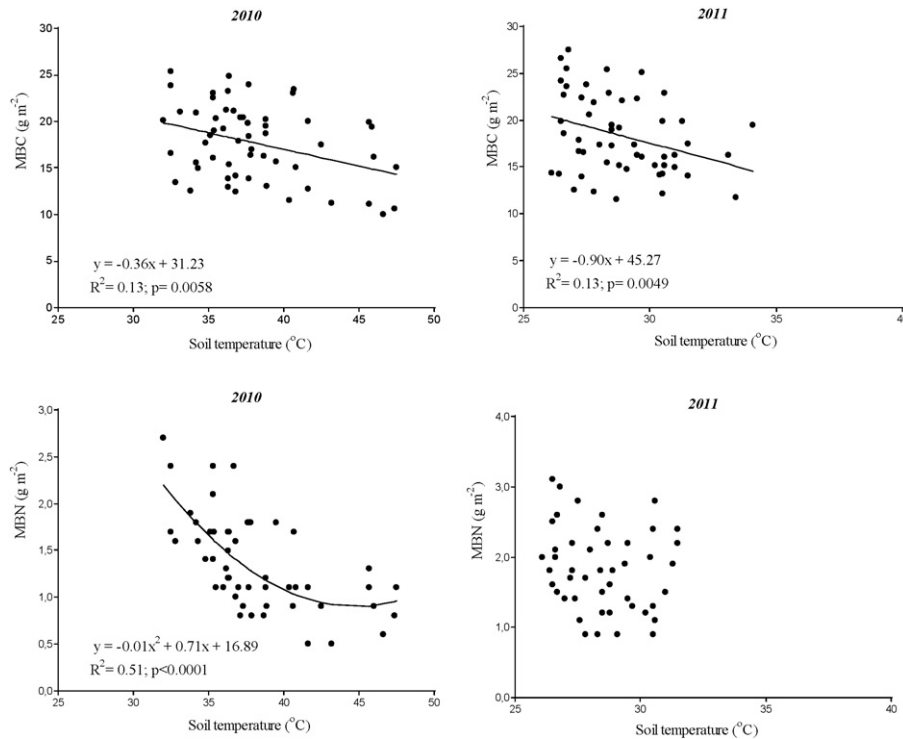 2010
30
25
20
15
10
5
0
MBC (g m⁻²)
y = -0.36x + 31.23
R²= 0.13; p= 0.0058
25 30 35 40 45 50
Soil temperature (°C)
2011
30
25
20
15
10
5
0
MBC (g m⁻²)
y = -0.90x + 45.27
R²= 0.13; p= 0.0049
25 30 35 40
Soil temperature (°C)
2010
3,0
2,5
2,0
1,5
1,0
0,5
0,0
MBN (g m⁻²)
y = -0.01x² + 0.71x + 16.89
R²= 0.51; p<0.0001
25 30 35 40 45 50
Soil temperature (°C)
2011
4,0
3,0
2,0
1,0
0,0
MBN (g m⁻²)
25 30 35 40
Soil temperature (°C)